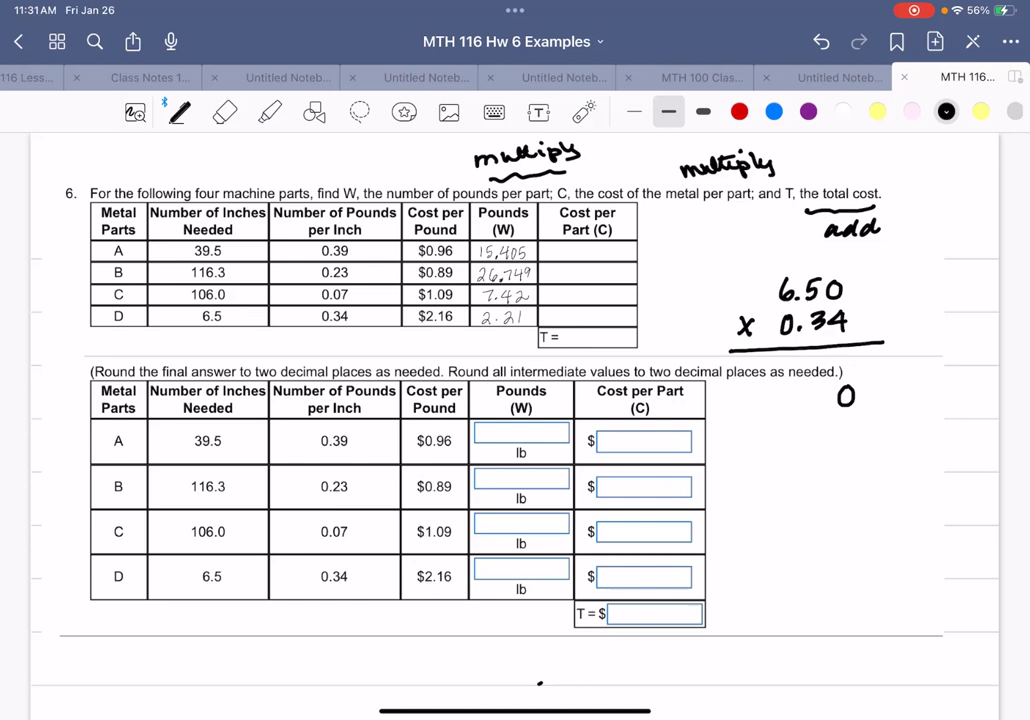 11:31AM Fri Jan 26
56%
MTH 116 Hw 6 Examples
116 Less...
Class Notes 1...
Untitled Noteb...
Untitled Noteb...
Untitled Noteb...
MTH 100 Clas...
Untitled Noteb...
MTH 116...
multiply
multiply
6. For the following four machine parts, find W, the number of pounds per part; C, the cost of the metal per part; and T, the total cost.
add
Metal Parts Number of Inches Needed Number of Pounds per Inch Cost per Pound Pounds (W) Cost per Part (C)
A 39.5 0.39 $0.96 15.405
B 116.3 0.23 $0.89 26.749
C 106.0 0.07 $1.09 7.42
D 6.5 0.34 $2.16 2.21
T =
6.50
x 0.34
0
(Round the final answer to two decimal places as needed. Round all intermediate values to two decimal places as needed.)
Metal Parts Number of Inches Needed Number of Pounds per Inch Cost per Pound Pounds (W) Cost per Part (C)
A 39.5 0.39 $0.96 lb $
B 116.3 0.23 $0.89 lb $
C 106.0 0.07 $1.09 lb $
D 6.5 0.34 $2.16 lb $
T = $